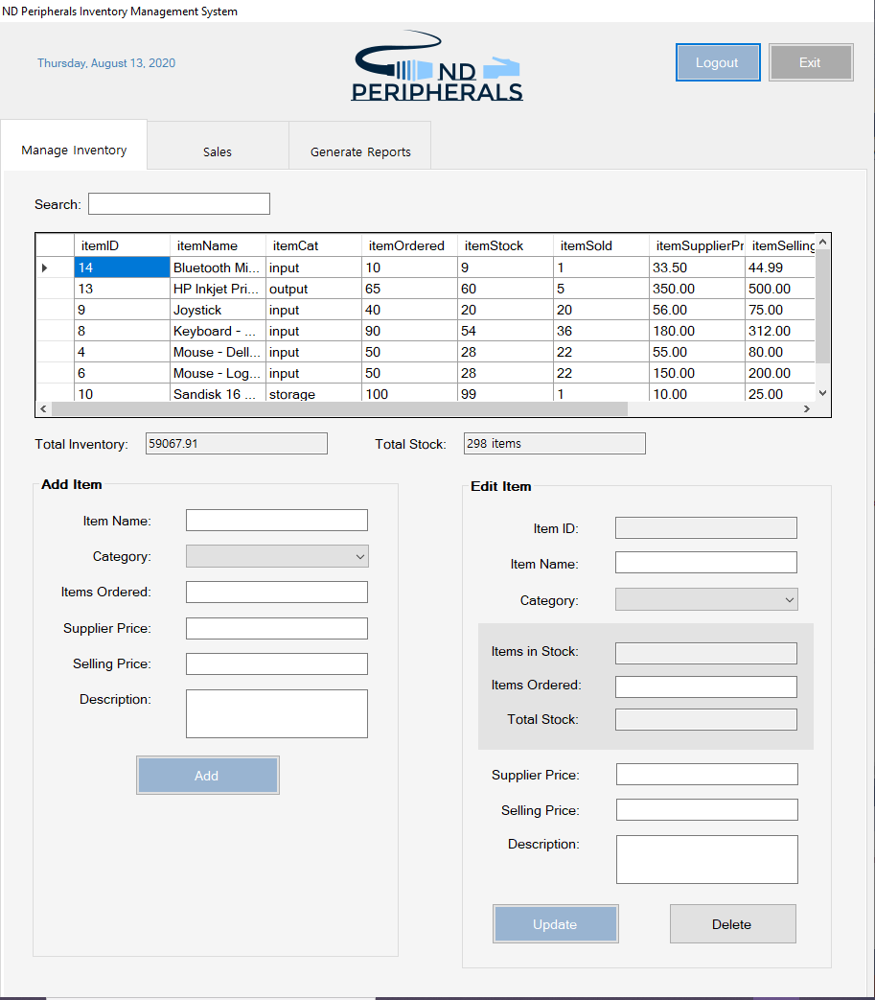 ND Peripherals Inventory Management System
Thursday, August 13, 2020
ND
PERIPHERALS
Logout
Exit
Manage Inventory
Sales
Generate Reports
Search:
itemID itemName itemCat itemOrdered itemStock itemSold itemSupplierPr itemSelling
14 Bluetooth Mi... input 10 9 1 33.50 44.99
13 HP Inkjet Pri... output 65 60 5 350.00 500.00
9 Joystick input 40 20 20 56.00 75.00
8 Keyboard - ... input 90 54 36 180.00 312.00
4 Mouse - Dell... input 50 28 22 55.00 80.00
6 Mouse - Log... input 50 28 22 150.00 200.00
10 Sandisk 16 ... storage 100 99 1 10.00 25.00
Total Inventory: 59067.91
Total Stock: 298 items
Add Item
Item Name:
Category:
Items Ordered:
Supplier Price:
Selling Price:
Description:
Add
Edit Item
Item ID:
Item Name:
Category:
Items in Stock:
Items Ordered:
Total Stock:
Supplier Price:
Selling Price:
Description:
Update
Delete